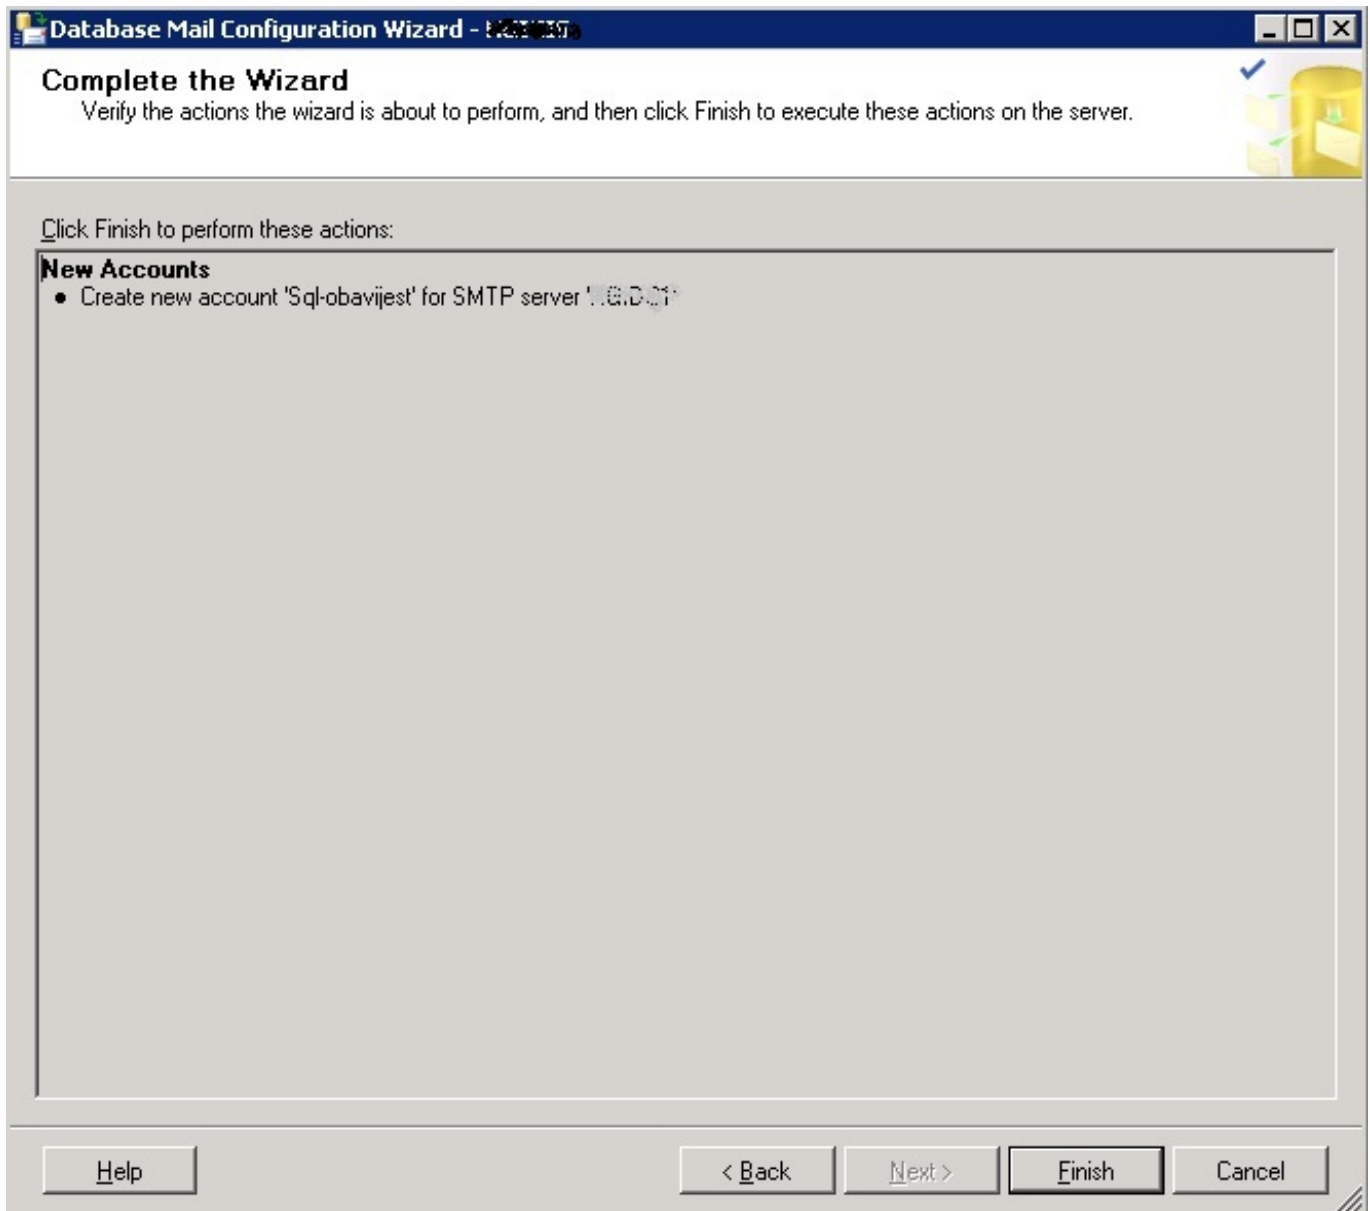 Database Mail Configuration Wizard -
Complete the Wizard
Verify the actions the wizard is about to perform, and then click Finish to execute these actions on the server.
Click Finish to perform these actions:
New Accounts
• Create new account 'Sql-obavijest' for SMTP server
Help
< Back
Next >
Finish
Cancel